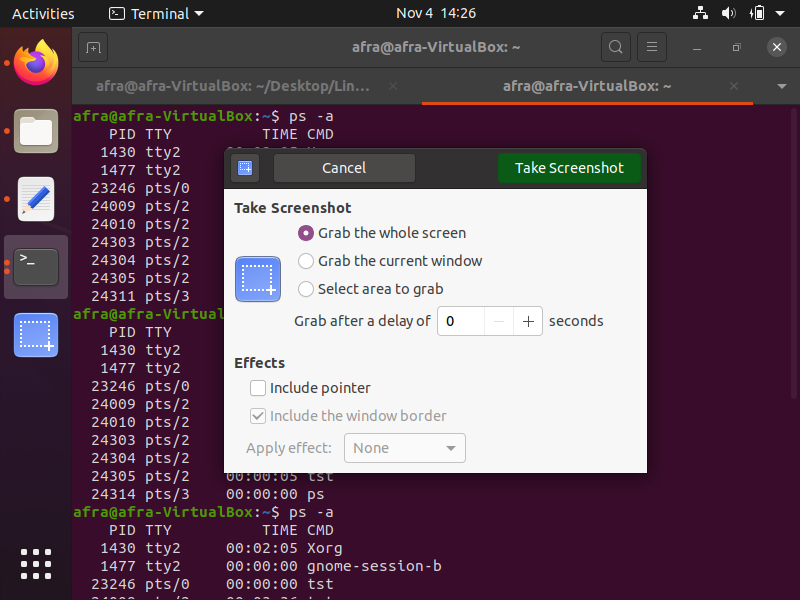 Activities Terminal Nov 4 14:26
afra@afra-VirtualBox: ~
afra@afra-VirtualBox: ~/Desktop/Lin... afra@afra-VirtualBox: ~
afra@afra-VirtualBox:~$ ps -a
PID TTY TIME CMD
1430 tty2
1477 tty2
23246 pts/0
24009 pts/2
24010 pts/2
24303 pts/2
24304 pts/2
24305 pts/2
24311 pts/3
afra@afra-VirtualBox
PID TTY
1430 tty2
1477 tty2
23246 pts/0
24009 pts/2
24010 pts/2
24303 pts/2
24304 pts/2
24305 pts/2 00:00:05 tst
24314 pts/3 00:00:00 ps
afra@afra-VirtualBox:~$ ps -a
PID TTY TIME CMD
1430 tty2 00:02:05 Xorg
1477 tty2 00:00:00 gnome-session-b
23246 pts/0 00:00:00 tst
Cancel Take Screenshot
Take Screenshot
Grab the whole screen
Grab the current window
Select area to grab
Grab after a delay of 0 − + seconds
Effects
Include pointer
Include the window border
Apply effect: None